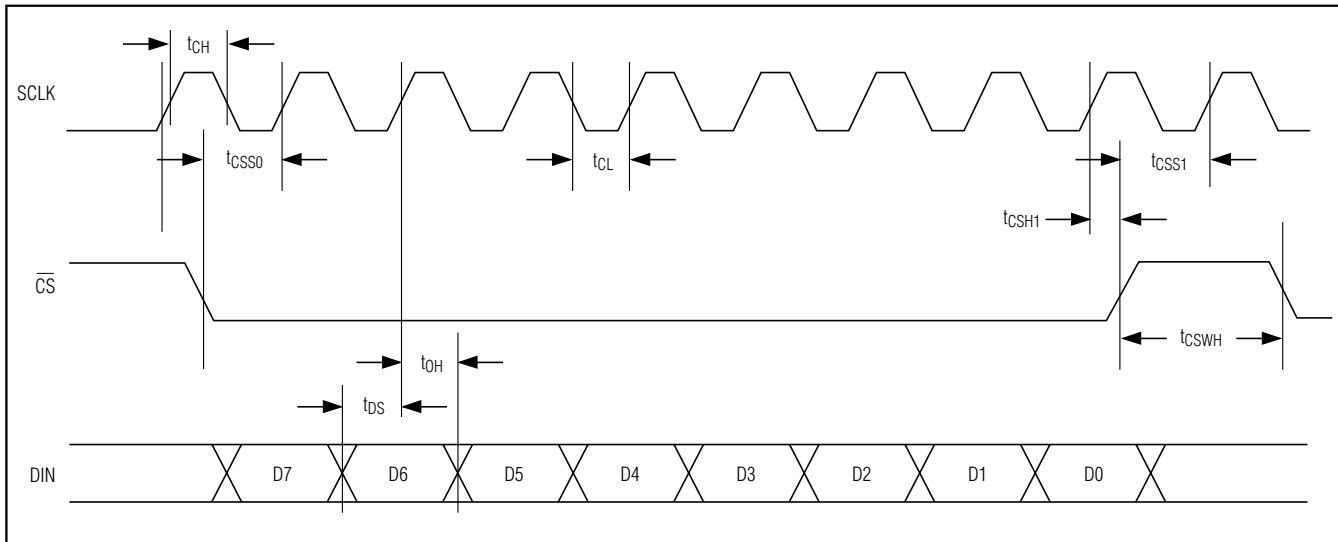 tCH
SCLK
tCSS0
tCL
tCSS1
tCSH1
CS
tCSWH
tOH
tDS
DIN
D7
D6
D5
D4
D3
D2
D1
D0